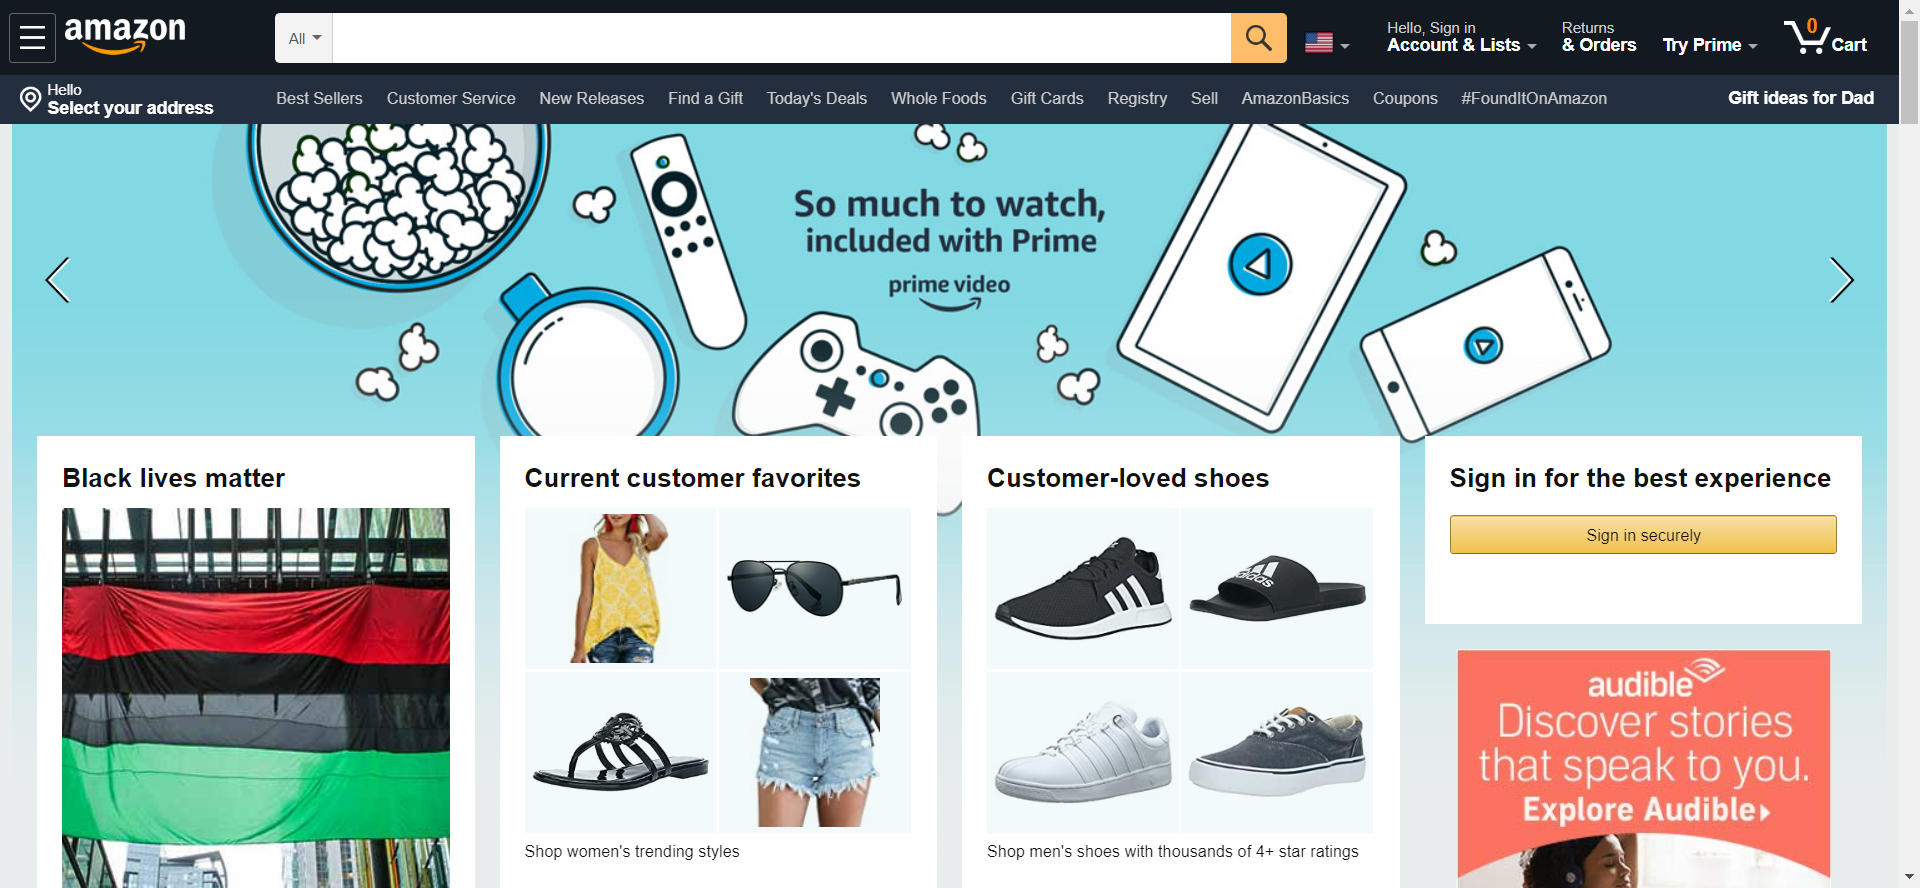 amazon
All
Hello, Sign in
Account & Lists
Returns
& Orders
Try Prime
0
Cart
Hello
Select your address
Best Sellers
Customer Service
New Releases
Find a Gift
Today's Deals
Whole Foods
Gift Cards
Registry
Sell
AmazonBasics
Coupons
#FoundItOnAmazon
Gift ideas for Dad
So much to watch,
included with Prime
prime video
Black lives matter
Current customer favorites
Shop women's trending styles
Customer-loved shoes
adidas
Shop men's shoes with thousands of 4+ star ratings
Sign in for the best experience
Sign in securely
audible
Discover stories
that speak to you.
Explore Audible